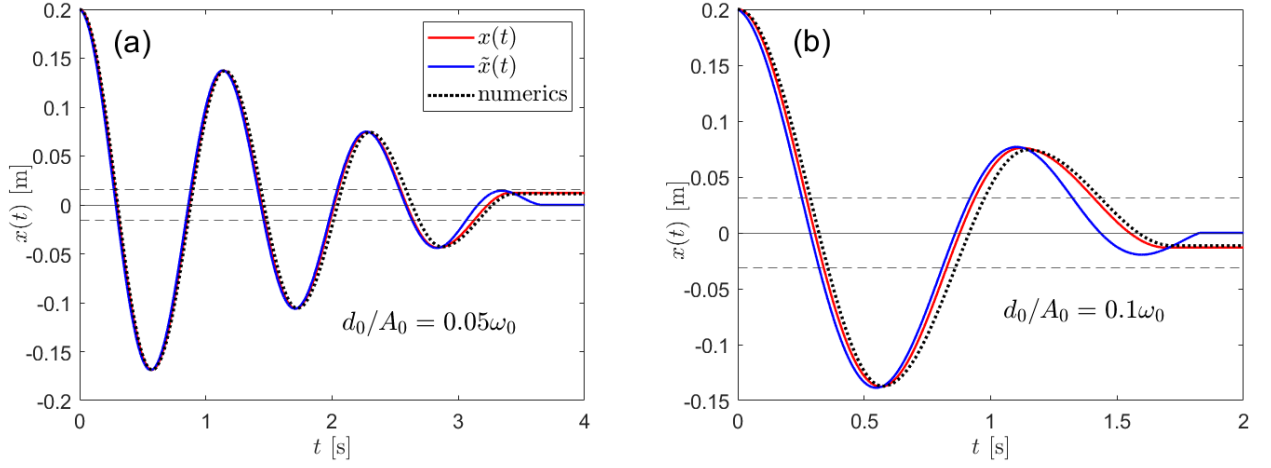 (a)
x(t)
x̃(t)
numerics
0.2
0.15
0.1
0.05
0
-0.05
-0.1
-0.15
-0.2
x(t) [m]
d₀/A₀ = 0.05ω₀
0 1 2 3 4
t [s]
(b)
0.2
0.15
0.1
0.05
0
-0.05
-0.1
-0.15
x(t) [m]
d₀/A₀ = 0.1ω₀
0 0.5 1 1.5 2
t [s]